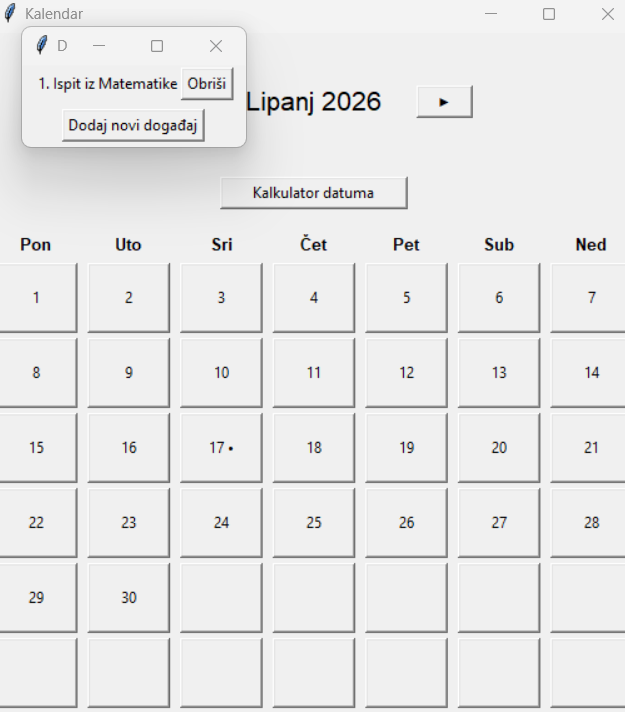 Kalendar
D
1. Ispit iz Matematike Obriši
Dodaj novi događaj
Lipanj 2026 ►
Kalkulator datuma
Pon Uto Sri Čet Pet Sub Ned
1 2 3 4 5 6 7
8 9 10 11 12 13 14
15 16 17 • 18 19 20 21
22 23 24 25 26 27 28
29 30